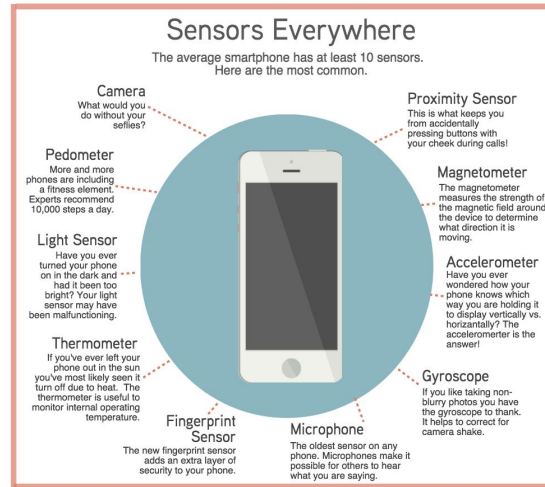 Sensors Everywhere
The average smartphone has at least 10 sensors.
Here are the most common.
Camera
What would you
do without your
seflies?
Pedometer
More and more
phones are including
a fitness element.
Experts recommend
10,000 steps a day.
Light Sensor
Have you ever
turned your phone
on in the dark and
had it been too
bright? Your light
sensor may have
been malfunctioning.
Thermometer
If you've ever left your
phone out in the sun
you've most likely seen it
turn off due to heat. The
thermometer is useful to
monitor internal operating
temperature.
Fingerprint
Sensor
The new fingerprint sensor
adds an extra layer of
security to your phone.
Proximity Sensor
This is what keeps you
from accidentally
pressing buttons with
your cheek during calls!
Magnetometer
The magnetometer
measures the strength of
the magnetic field around
the device to determine
what direction it is
moving.
Accelerometer
Have you ever
wondered how your
phone knows which
way you are holding it
to display vertically vs.
horizantally? The
accelerometer is the
answer!
Gyroscope
If you like taking non-
blurry photos you have
the gyroscope to thank.
It helps to correct for
camera shake.
Microphone
The oldest sensor on any
phone. Microphones make it
possible for others to hear
what you are saying.